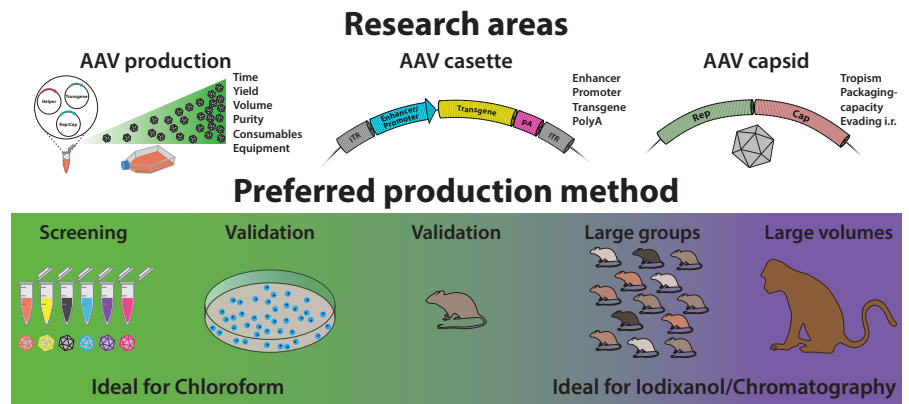 Research areas
AAV production
AAV casette
AAV capsid
Helper
Transgene
Rep/Cap
Time
Yield
Volume
Purity
Consumables
Equipment
ITR
Enhancer/
Promoter
Transgene
pA
ITR
Enhancer
Promoter
Transgene
PolyA
Rep
Cap
Tropism
Packaging-
capacity
Evading i.r.
Preferred production method
Screening
Validation
Validation
Large groups
Large volumes
Ideal for Chloroform
Ideal for Iodixanol/Chromatography